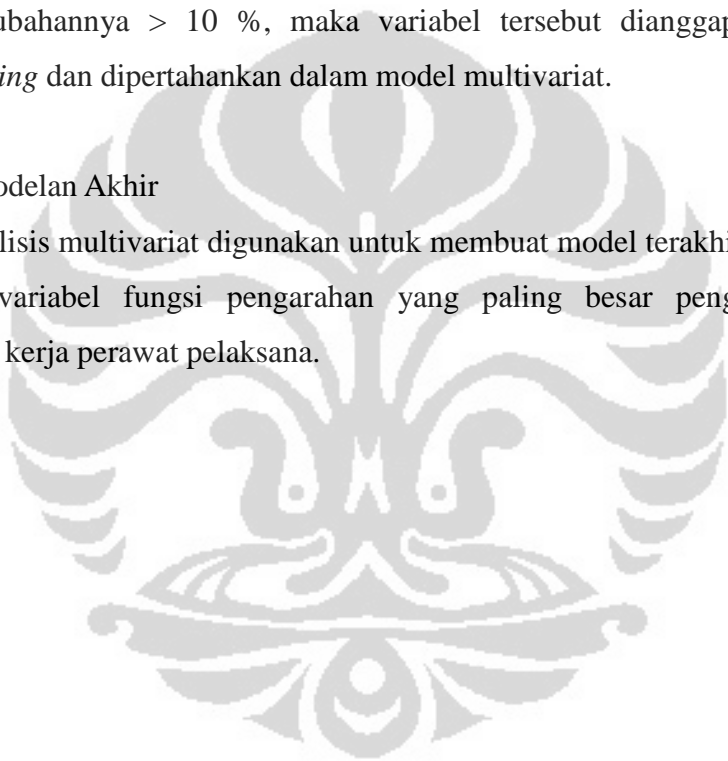 ubahannya > 10 %, maka variabel tersebut dianggap
ing dan dipertahankan dalam model multivariat.
odelan Akhir
lisis multivariat digunakan untuk membuat model terakhi
variabel fungsi pengarahan yang paling besar peng
kerja perawat pelaksana.